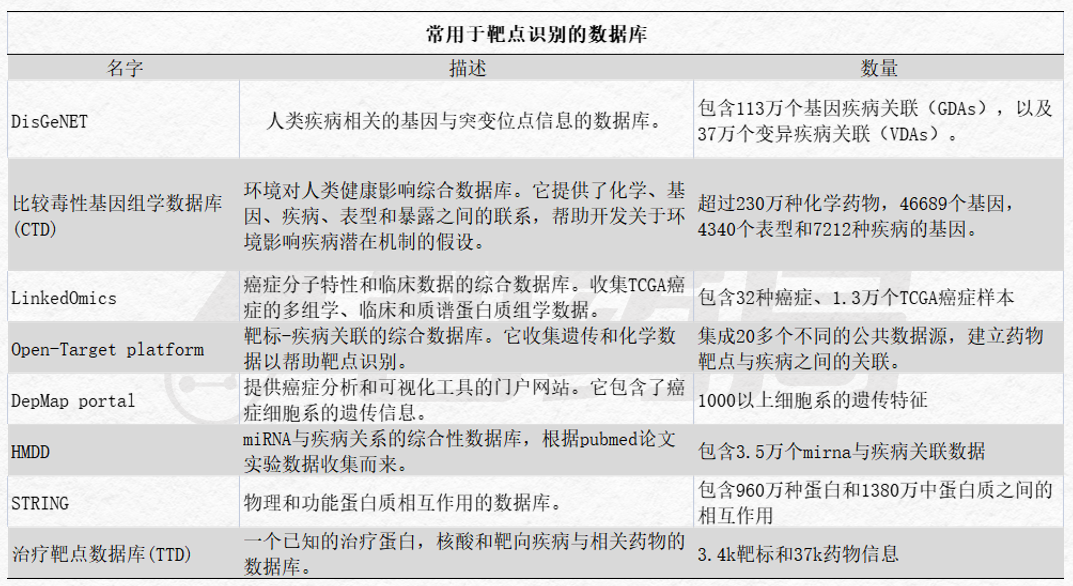 常用于靶点识别的数据库
名字 描述 数量
DisGeNET
人类疾病相关的基因与突变位点信息的数据库。
包含113万个基因疾病关联（GDAs），以及
37万个变异疾病关联（VDAs）。
比较毒性基因组学数据库
(CTD)
环境对人类健康影响综合数据库。它提供了化学、基
因、疾病、表型和暴露之间的联系，帮助开发关于环
境影响疾病潜在机制的假设。
超过230万种化学药物，46689个基因，
4340个表型和7212种疾病的基因。
LinkedOmics
癌症分子特性和临床数据的综合数据库。收集TCGA癌
症的多组学、临床和质谱蛋白质组学数据。
包含32种癌症、1.3万个TCGA癌症样本
Open-Target platform
靶标-疾病关联的综合数据库。它收集遗传和化学数
据以帮助靶点识别。
集成20多个不同的公共数据源，建立药物
靶点与疾病之间的关联。
DepMap portal
提供癌症分析和可视化工具的门户网站。它包含了癌
症细胞系的遗传信息。
1000以上细胞系的遗传特征
HMDD
miRNA与疾病关系的综合性数据库，根据pubmed论文
实验数据收集而来。
包含3.5万个mirna与疾病关联数据
STRING
物理和功能蛋白质相互作用的数据库。
包含960万种蛋白和1380万中蛋白质之间的
相互作用
治疗靶点数据库(TTD)
一个已知的治疗蛋白，核酸和靶向疾病与相关药物的
数据库。
3.4k靶标和37k药物信息